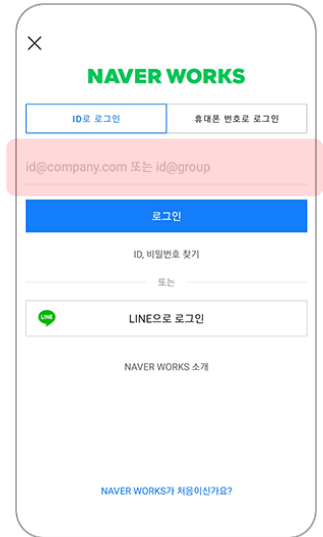 NAVER WORKS
ID로 로그인
휴대폰 번호로 로그인
id@company.com 또는 id@group
로그인
ID, 비밀번호 찾기
또는
LINE
LINE으로 로그인
NAVER WORKS 소개
NAVER WORKS가 처음이신가요?